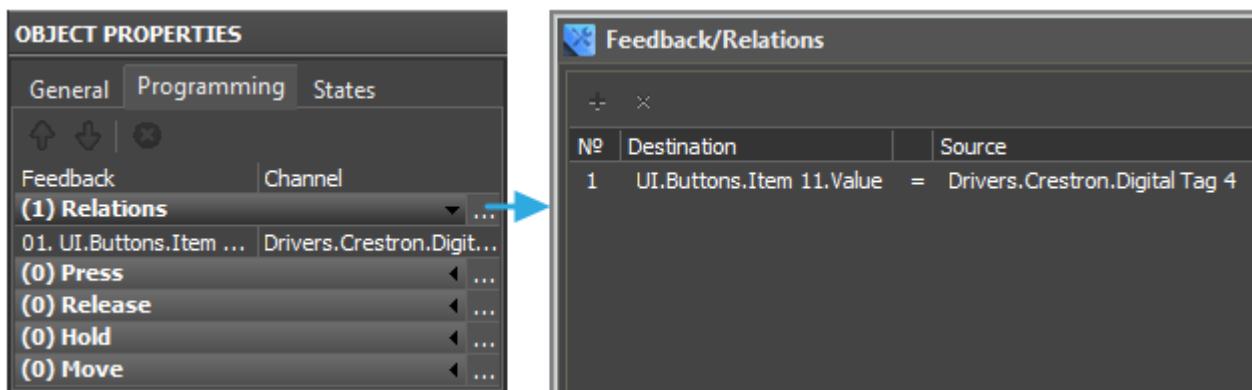 OBJECT PROPERTIES
General Programming States
Feedback Channel
(1) Relations ...
01. UI.Buttons.Item ... Drivers.Crestron.Digit...
(0) Press ...
(0) Release ...
(0) Hold ...
(0) Move ...
Feedback/Relations
Nº Destination Source
1 UI.Buttons.Item 11.Value = Drivers.Crestron.Digital Tag 4